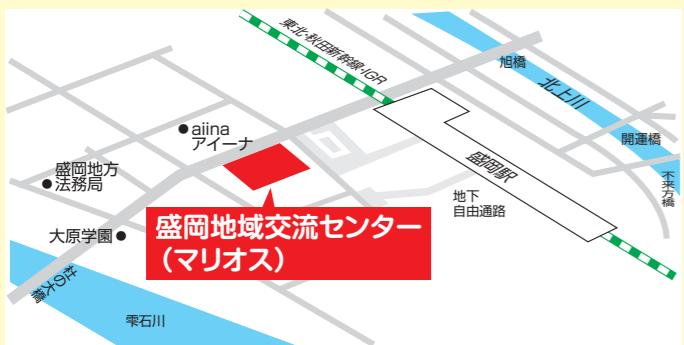 東北・秋田新幹線・IGR
旭橋
北上川
開運橋
不来方橋
盛岡駅
地下
自由通路
aiina
アイーナ
盛岡地方
法務局
大原学園
盛岡地域交流センター
（マリオス）
杜の大橋
雫石川